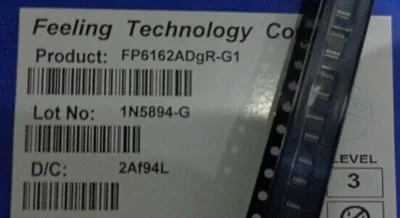 Feeling Technology Co
Product: FP6162ADgR-G1
Lot No: 1N5894-G
D/C: 2Af94L
LEVEL
3